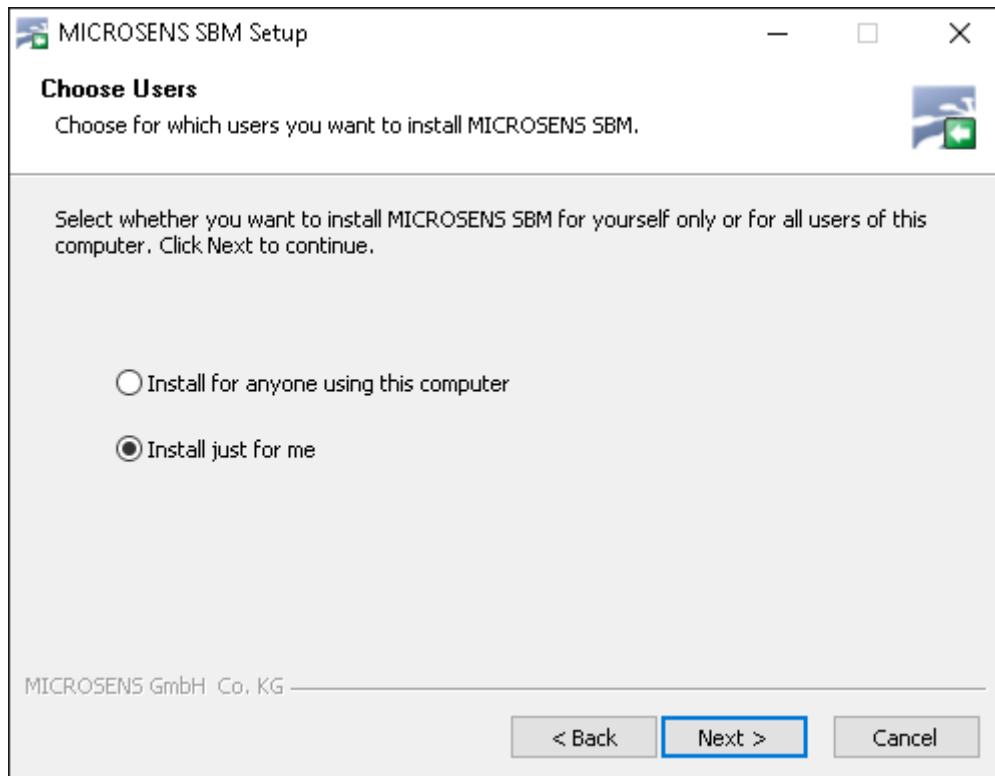 MICROSENS SBM Setup
Choose Users
Choose for which users you want to install MICROSENS SBM.
Select whether you want to install MICROSENS SBM for yourself only or for all users of this
computer. Click Next to continue.
Install for anyone using this computer
Install just for me
MICROSENS GmbH  Co. KG
< Back
Next >
Cancel